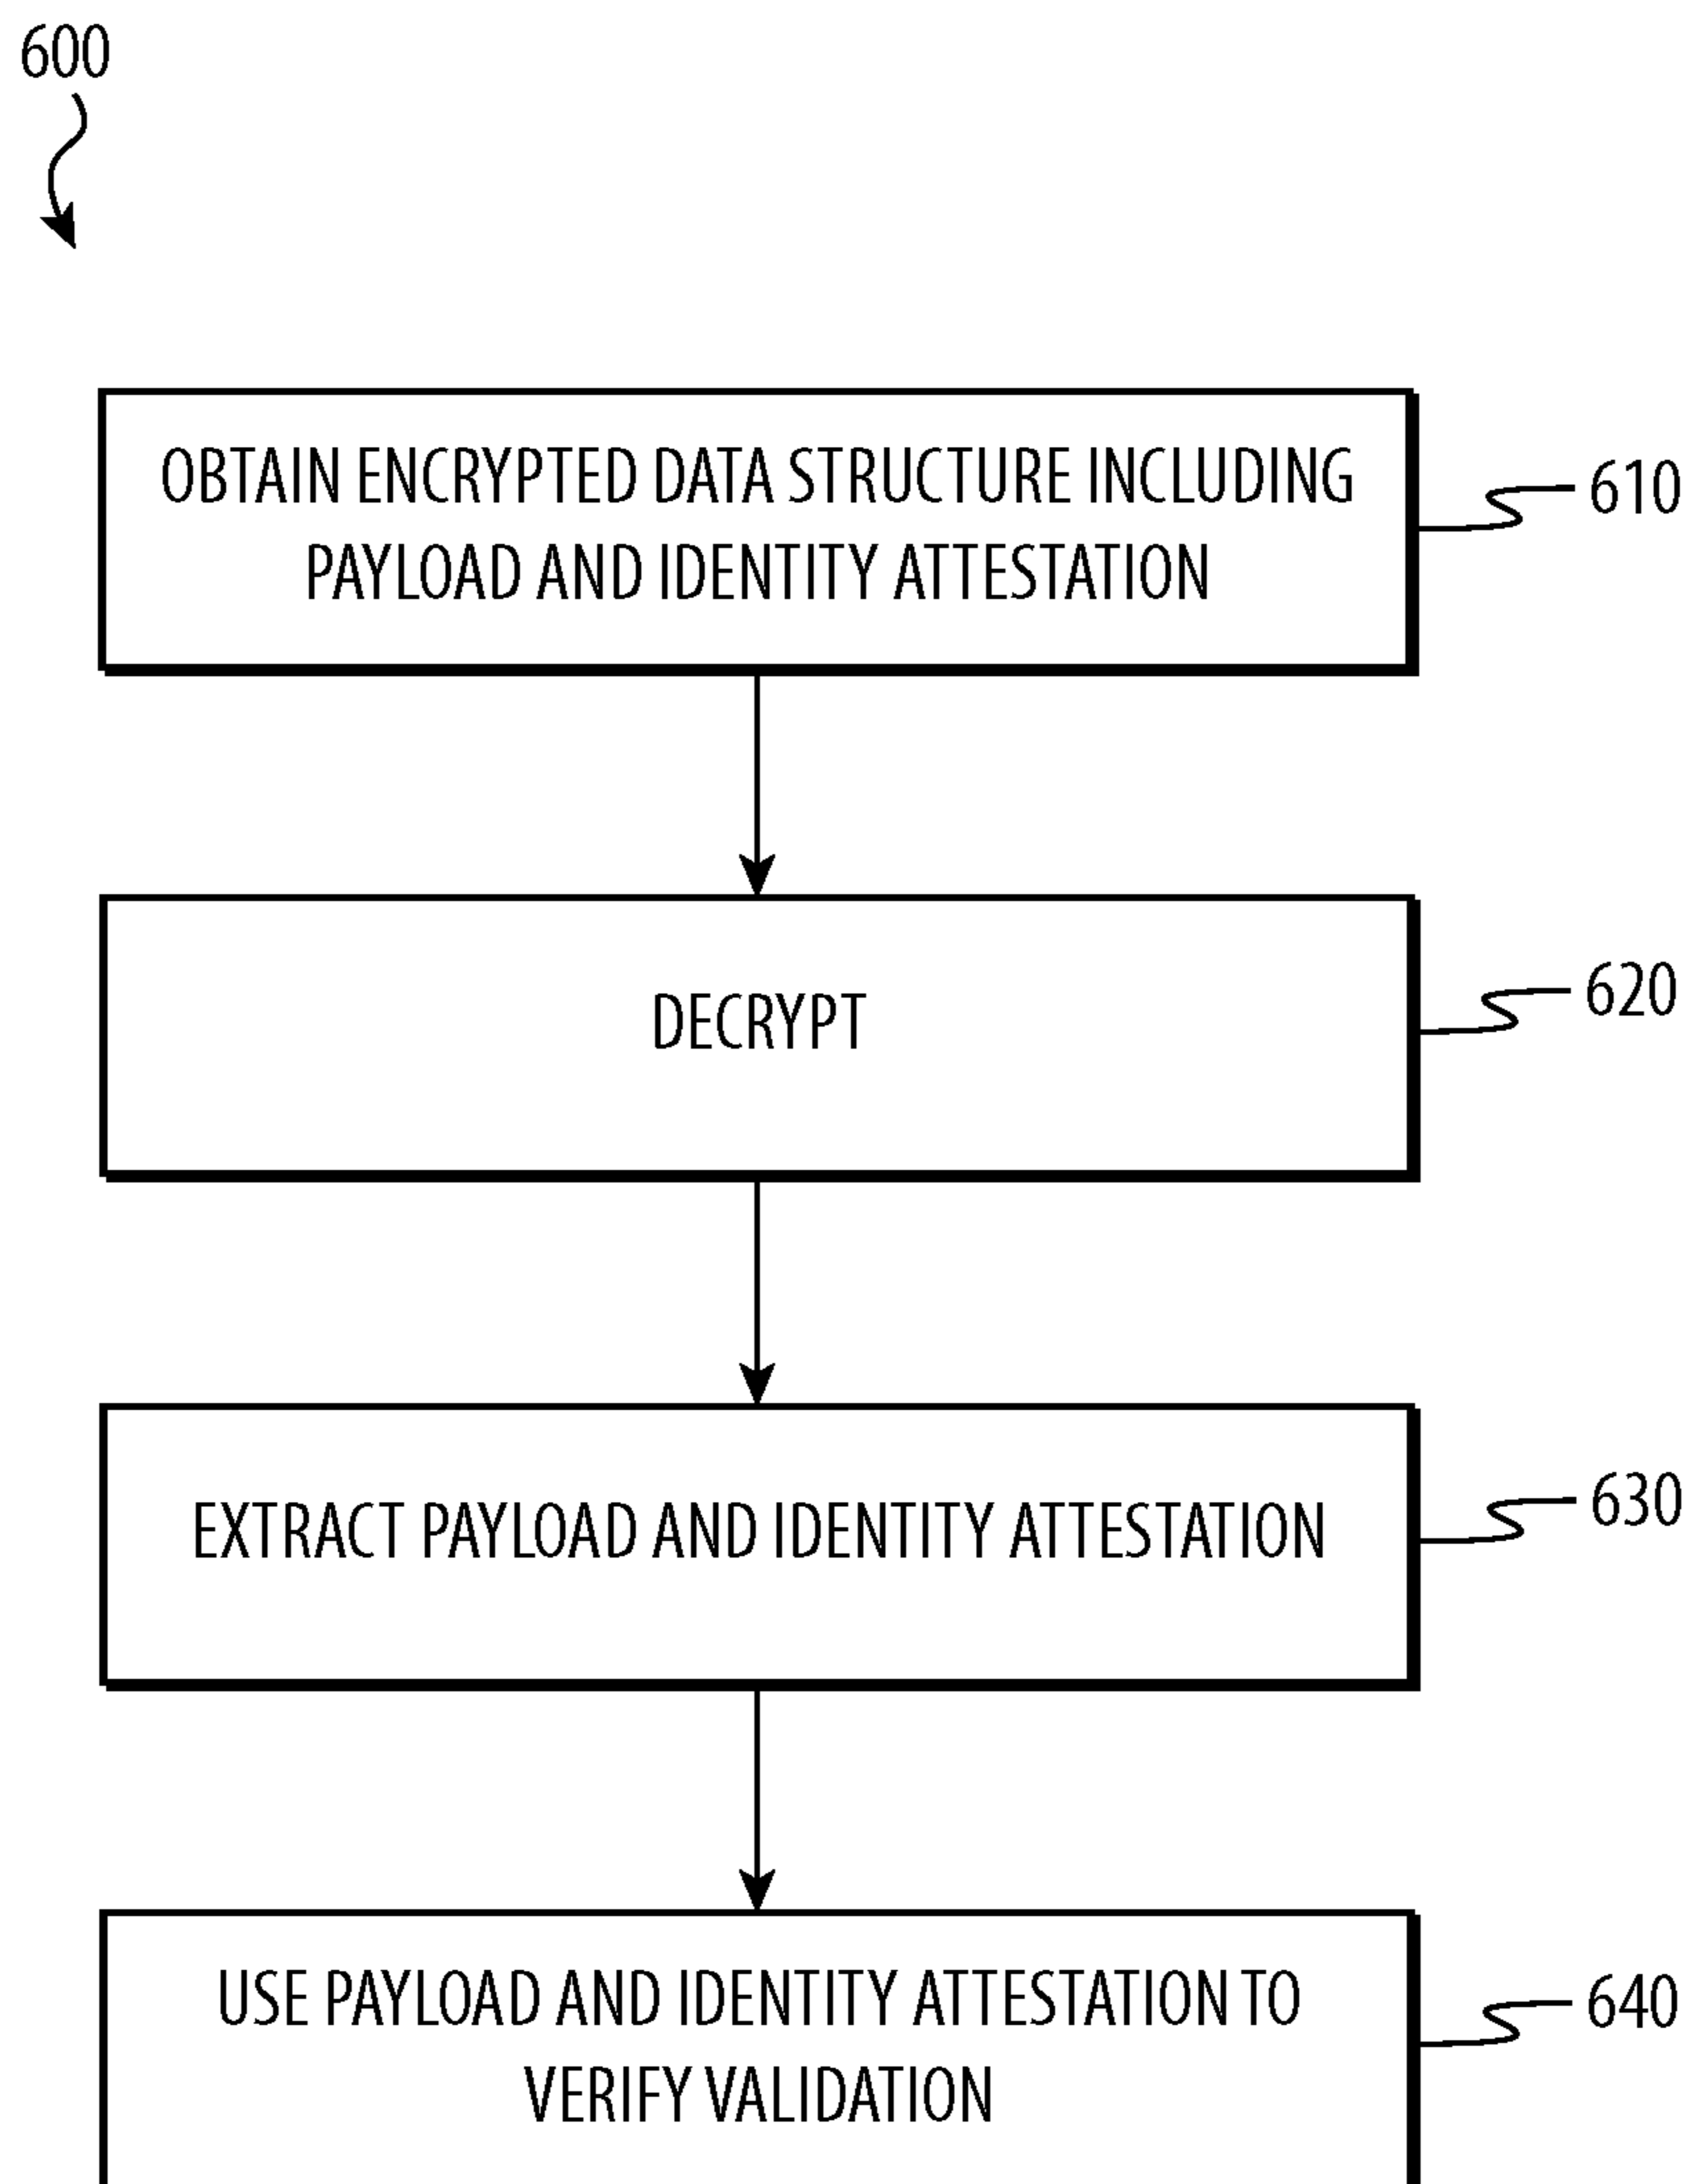 600
OBTAIN ENCRYPTED DATA STRUCTURE INCLUDING
PAYLOAD AND IDENTITY ATTESTATION
610
DECRYPT
620
EXTRACT PAYLOAD AND IDENTITY ATTESTATION
630
USE PAYLOAD AND IDENTITY ATTESTATION TO
VERIFY VALIDATION
640